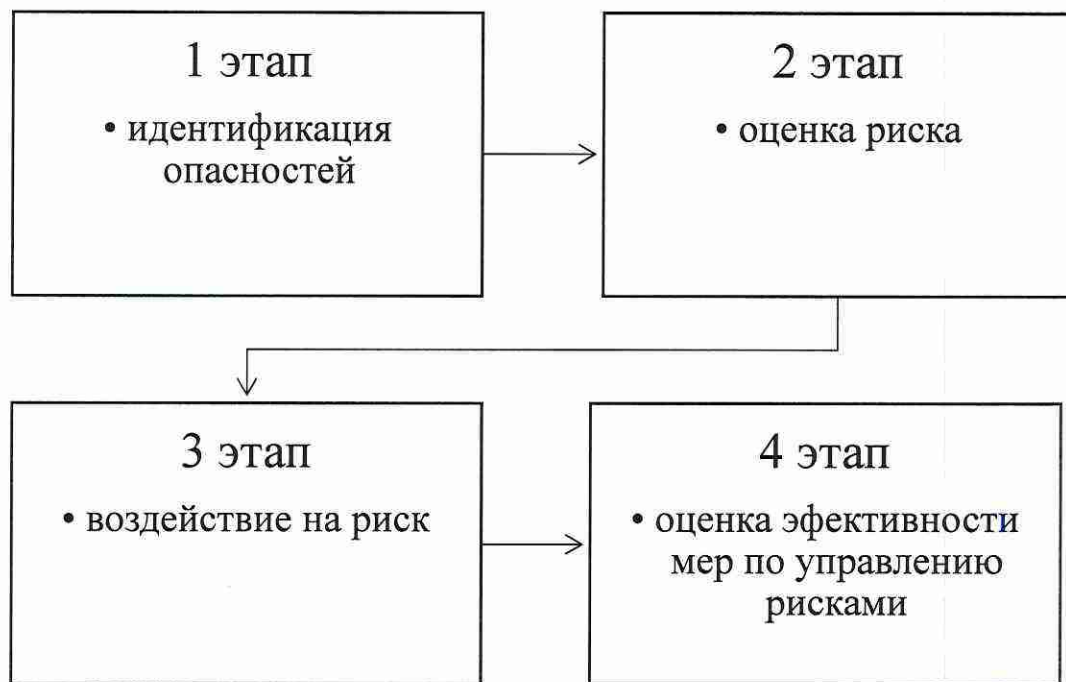 1 этап
• идентификация
опасностей
2 этап
• оценка риска
3 этап
• воздействие на риск
4 этап
• оценка эфективности
мер по управлению
рисками